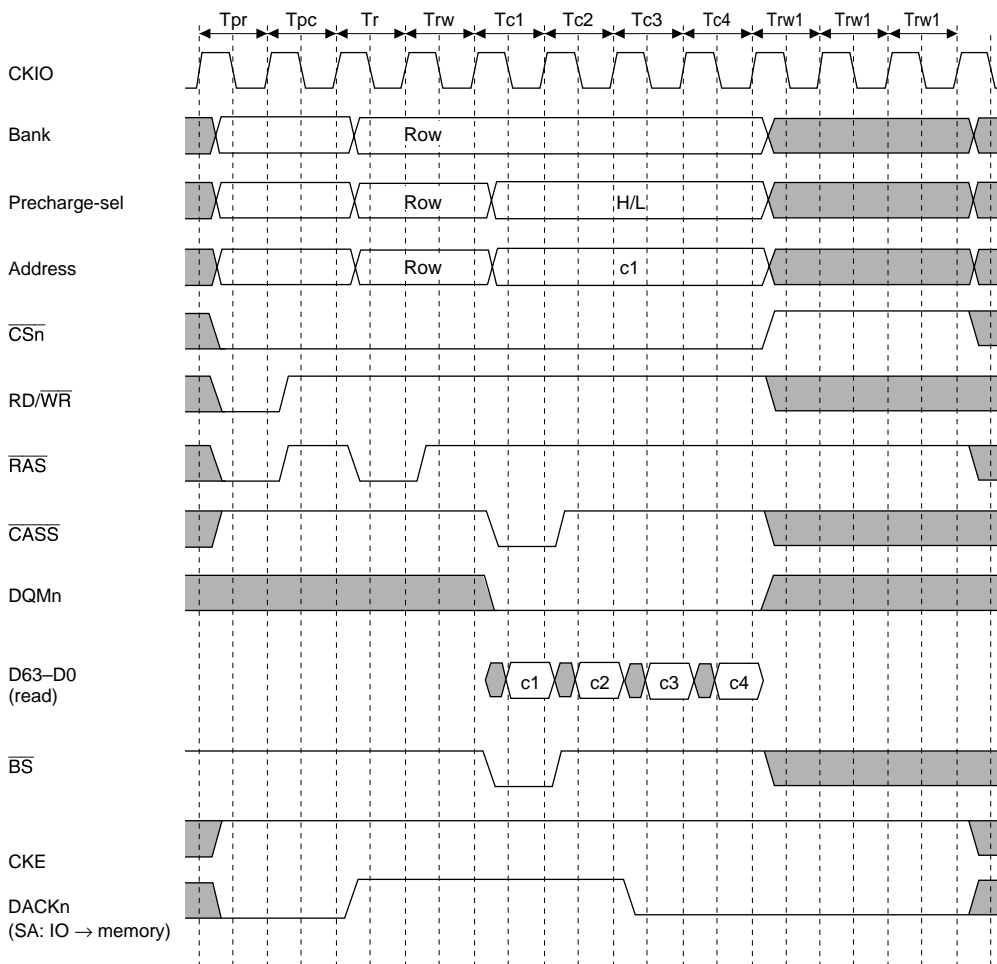 Tpr Tpc Tr Trw Tc1 Tc2 Tc3 Tc4 Trw1 Trw1 Trw1
CKIO
Bank Row
Precharge-sel Row H/L
Address Row c1
CSn
RD/WR
RAS
CASS
DQMn
D63–D0
(read)
c1 c2 c3 c4
BS
CKE
DACKn
(SA: IO → memory)